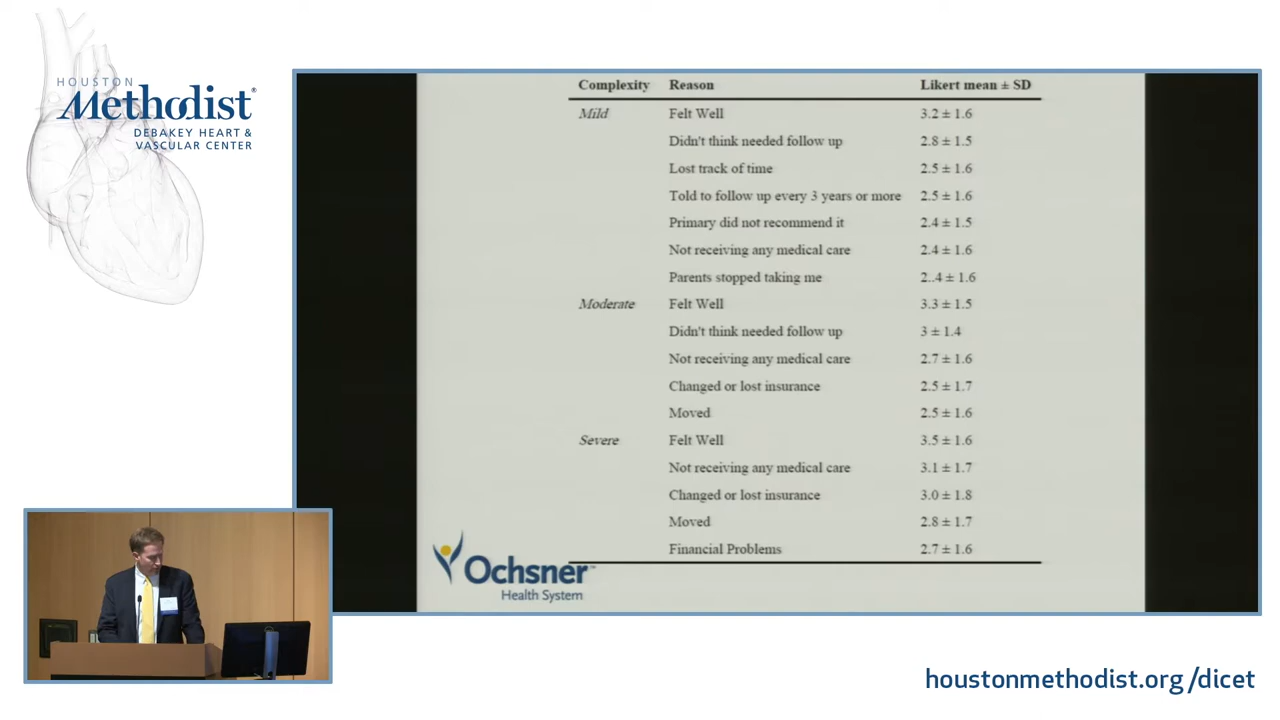 HOUSTON
Methodist®
DEBAKEY HEART &
VASCULAR CENTER
Complexity Reason Likert mean ± SD
Mild Felt Well 3.2 ± 1.6
Didn't think needed follow up 2.8 ± 1.5
Lost track of time 2.5 ± 1.6
Told to follow up every 3 years or more 2.5 ± 1.6
Primary did not recommend it 2.4 ± 1.5
Not receiving any medical care 2.4 ± 1.6
Parents stopped taking me 2..4 ± 1.6
Moderate Felt Well 3.3 ± 1.5
Didn't think needed follow up 3 ± 1.4
Not receiving any medical care 2.7 ± 1.6
Changed or lost insurance 2.5 ± 1.7
Moved 2.5 ± 1.6
Severe Felt Well 3.5 ± 1.6
Not receiving any medical care 3.1 ± 1.7
Changed or lost insurance 3.0 ± 1.8
Moved 2.8 ± 1.7
Financial Problems 2.7 ± 1.6
Ochsner™
Health System
houstonmethodist.org/dicet